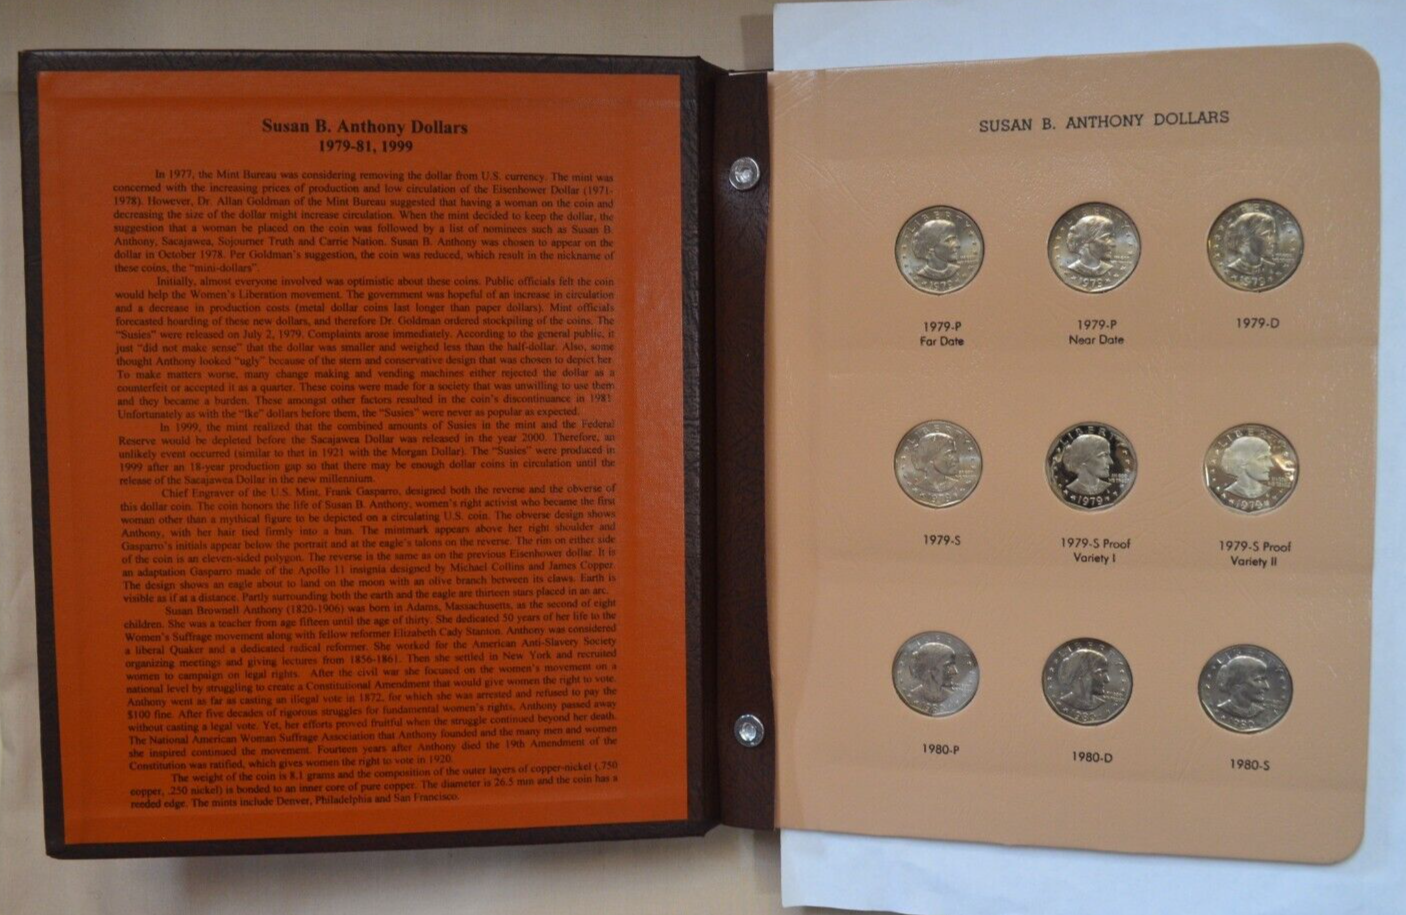 Susan B. Anthony Dollars
1979-81, 1999
In 1977, the Mint Bureau was considering removing the dollar from U.S. currency. The mint was
concerned with the increasing prices of production and low circulation of the Eisenhower Dollar (1971-
1978). However, Dr. Allan Goldman of the Mint Bureau suggested that having a woman on the coin and
decreasing the size of the dollar might increase circulation. When the mint decided to keep the dollar, the
suggestion that a woman be placed on the coin was followed by a list of nominees such as Susan B.
Anthony, Sacajawea, Sojourner Truth and Carrie Nation. Susan B. Anthony was chosen to appear on the
dollar in October 1978. Per Goldman's suggestion, the coin was reduced, which result in the nickname of
these coins, the "mini-dollars".
Initially, almost everyone involved was optimistic about these coins. Public officials felt the coin
would help the Women's Liberation movement. The government was hopeful of an increase in circulation
and a decrease in production costs (metal dollar coins last longer than paper dollars). Mint officials
forecasted hoarding of these new dollars, and therefore Dr. Goldman ordered stockpiling of the coins. The
"Susies" were released on July 2, 1979. Complaints arose immediately. According to the general public, it
just "did not make sense" that the dollar was smaller and weighed less than the half-dollar. Also, some
thought Anthony looked "ugly" because of the stern and conservative design that was chosen to depict her.
To make matters worse, many change making and vending machines either rejected the dollar as a
counterfeit or accepted it as a quarter. These coins were made for a society that was unwilling to use them
and they became a burden. These amongst other factors resulted in the coin's discontinuance in 1981.
Unfortunately as with the "Ike" dollars before them, the "Susies" were never as popular as expected.
In 1999, the mint realized that the combined amounts of Susies in the mint and the Federal
Reserve would be depleted before the Sacajawea Dollar was released in the year 2000. Therefore, an
unlikely event occurred (similar to that in 1921 with the Morgan Dollar). The "Susies" were produced in
1999 after an 18-year production gap so that there may be enough dollar coins in circulation until the
release of the Sacajawea Dollar in the new millennium.
Chief Engraver of the U.S. Mint, Frank Gasparro, designed both the reverse and the obverse of
this dollar coin. The coin honors the life of Susan B. Anthony, women's right activist who became the first
woman other than a mythical figure to be depicted on a circulating U.S. coin. The obverse design shows
Anthony, with her hair tied firmly into a bun. The mintmark appears above her right shoulder and
Gasparro's initials appear below the portrait and at the eagle's talons on the reverse. The rim on either side
of the coin is an eleven-sided polygon. The reverse is the same as on the previous Eisenhower dollar. It is
an adaptation Gasparro made of the Apollo 11 insignia designed by Michael Collins and James Copper.
The design shows an eagle about to land on the moon with an olive branch between its claws. Earth is
visible as if at a distance. Partly surrounding both the earth and the eagle are thirteen stars placed in an arc.
Susan Brownell Anthony (1820-1906) was born in Adams, Massachusetts, as the second of eight
children. She was a teacher from age fifteen until the age of thirty. She dedicated 50 years of her life to the
Women's Suffrage movement along with fellow reformer Elizabeth Cady Stanton. Anthony was considered
a liberal Quaker and a dedicated radical reformer. She worked for the American Anti-Slavery Society
organizing meetings and giving lectures from 1856-1861. Then she settled in New York and recruited
women to campaign on legal rights. After the civil war she focused on the women's movement on a
national level by struggling to create a Constitutional Amendment that would give women the right to vote.
Anthony went as far as casting an illegal vote in 1872, for which she was arrested and refused to pay the
$100 fine. After five decades of rigorous struggles for fundamental women's rights, Anthony passed away
without casting a legal vote. Yet, her efforts proved fruitful when the struggle continued beyond her death.
The National American Woman Suffrage Association that Anthony founded and the many men and women
she inspired continued the movement. Fourteen years after Anthony died the 19th Amendment of the
Constitution was ratified, which gives women the right to vote in 1920.
The weight of the coin is 8.1 grams and the composition of the outer layers of copper-nickel (.750
copper, .250 nickel) is bonded to an inner core of pure copper. The diameter is 26.5 mm and the coin has a
reeded edge. The mints include Denver, Philadelphia and San Francisco.
SUSAN B. ANTHONY DOLLARS
LIBERTY
1979
LIBERTY
1979
LIBERTY
1979
1979-P
Far Date
1979-P
Near Date
1979-D
LIBERTY
1979
LIBERTY
1979
LIBERTY
1979
1979-S
1979-S Proof
Variety I
1979-S Proof
Variety II
LIBERTY
1980
LIBERTY
1980
LIBERTY
1980
1980-P
1980-D
1980-S